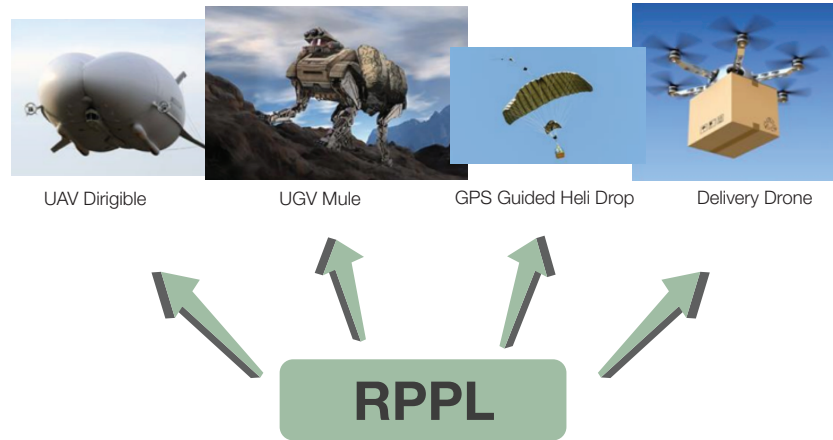 UAV Dirigible
UGV Mule
GPS Guided Heli Drop
Delivery Drone
RPPL